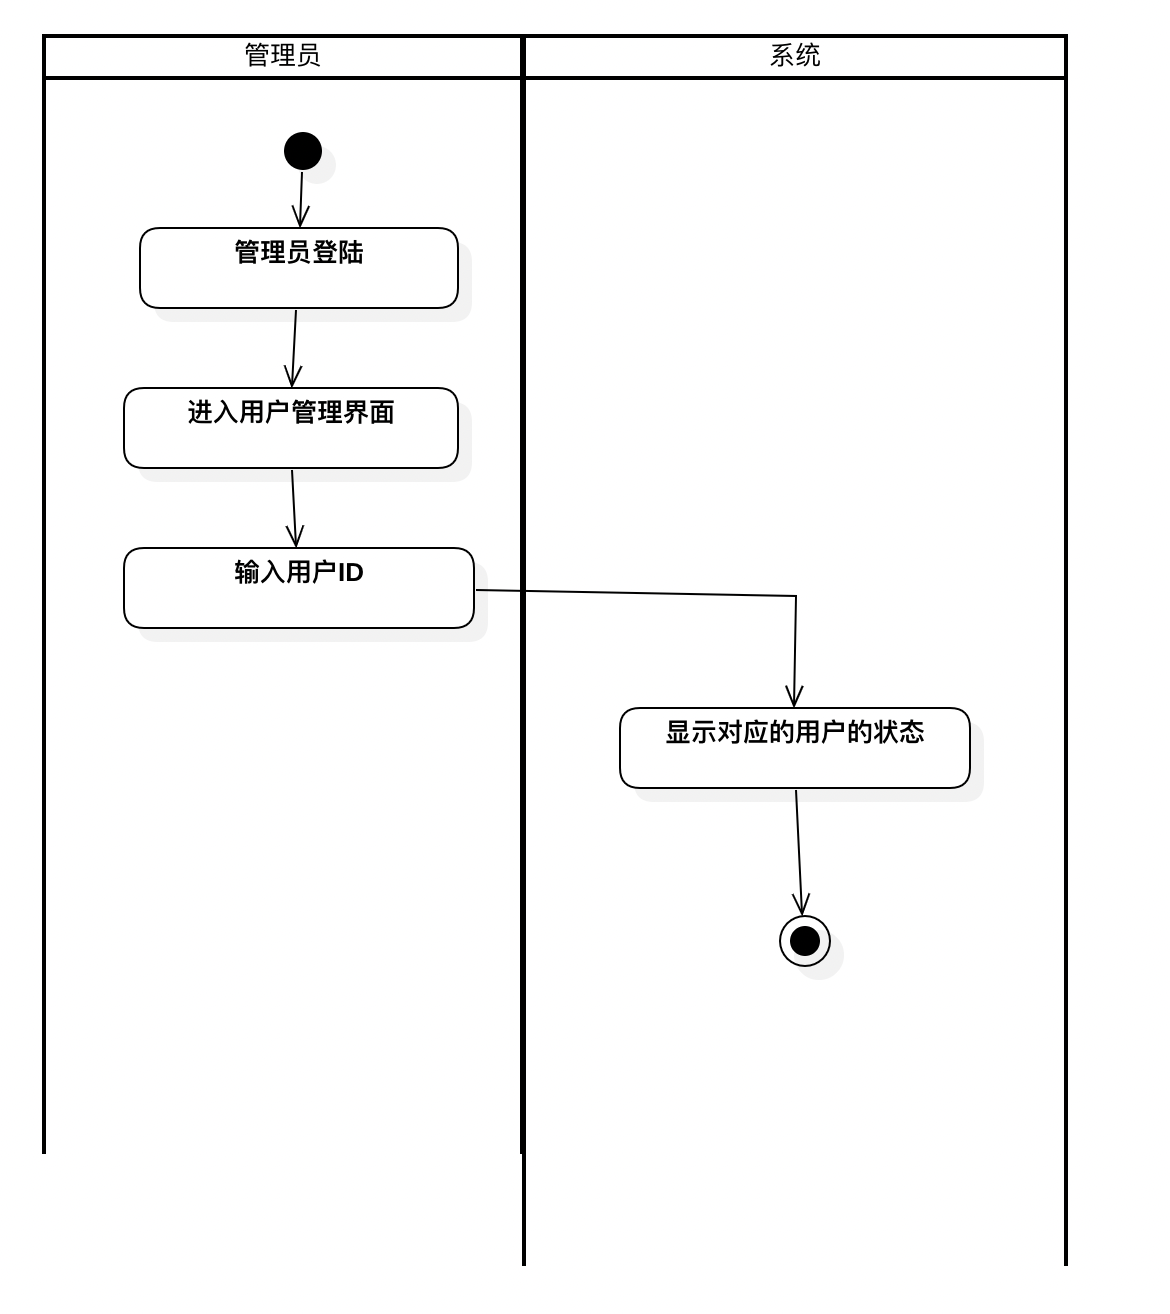 管理员
系统
管理员登陆
进入用户管理界面
输入用户ID
显示对应的用户的状态